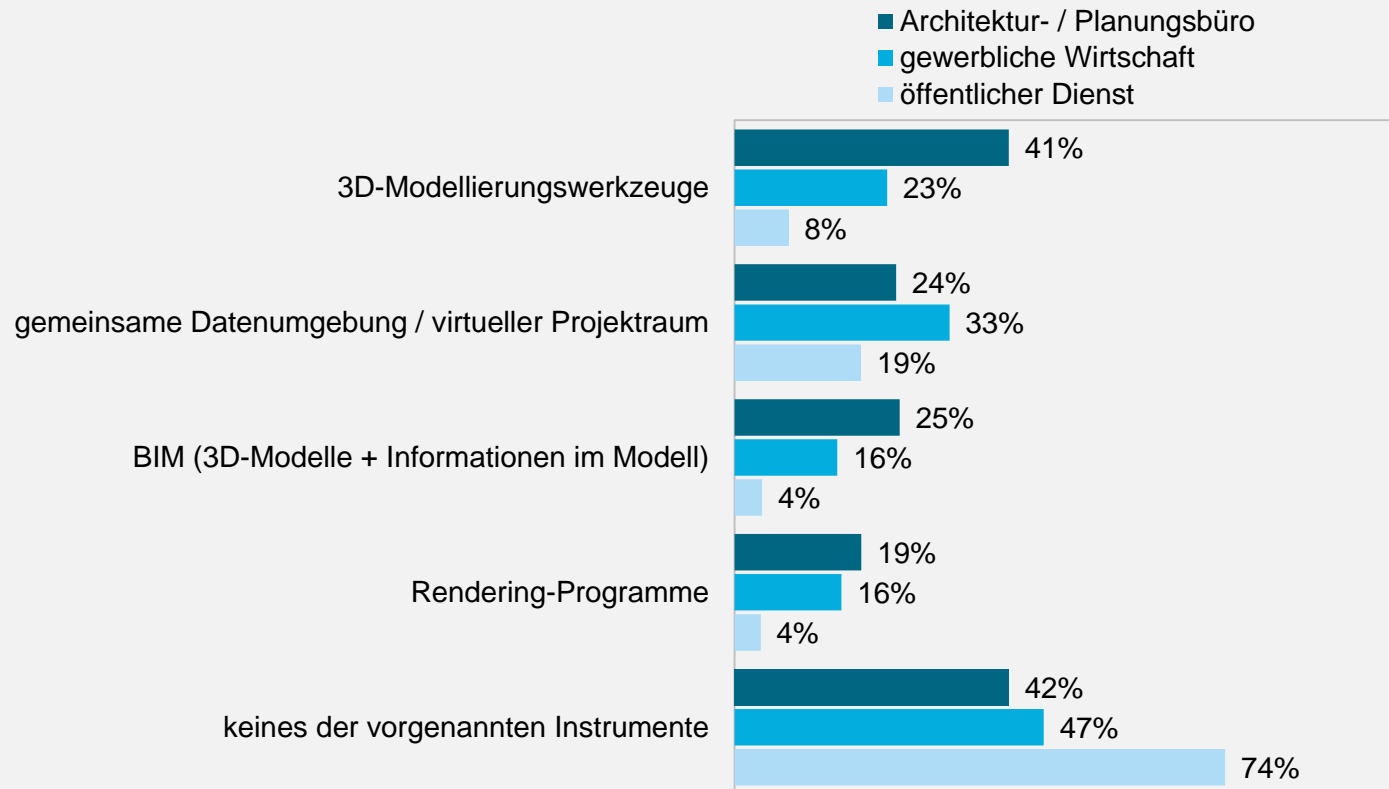 Architektur- / Planungsbüro
gewerbliche Wirtschaft
öffentlicher Dienst
3D-Modellierungswerkzeuge
41%
23%
8%
gemeinsame Datenumgebung / virtueller Projektraum
24%
33%
19%
BIM (3D-Modelle + Informationen im Modell)
25%
16%
4%
Rendering-Programme
19%
16%
4%
keines der vorgenannten Instrumente
42%
47%
74%